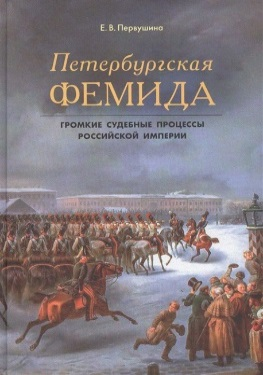 Е. В. Первушина
Петербургская
ФЕМИДА
ГРОМКИЕ СУДЕБНЫЕ ПРОЦЕССЫ
РОССИЙСКОЙ ИМПЕРИИ